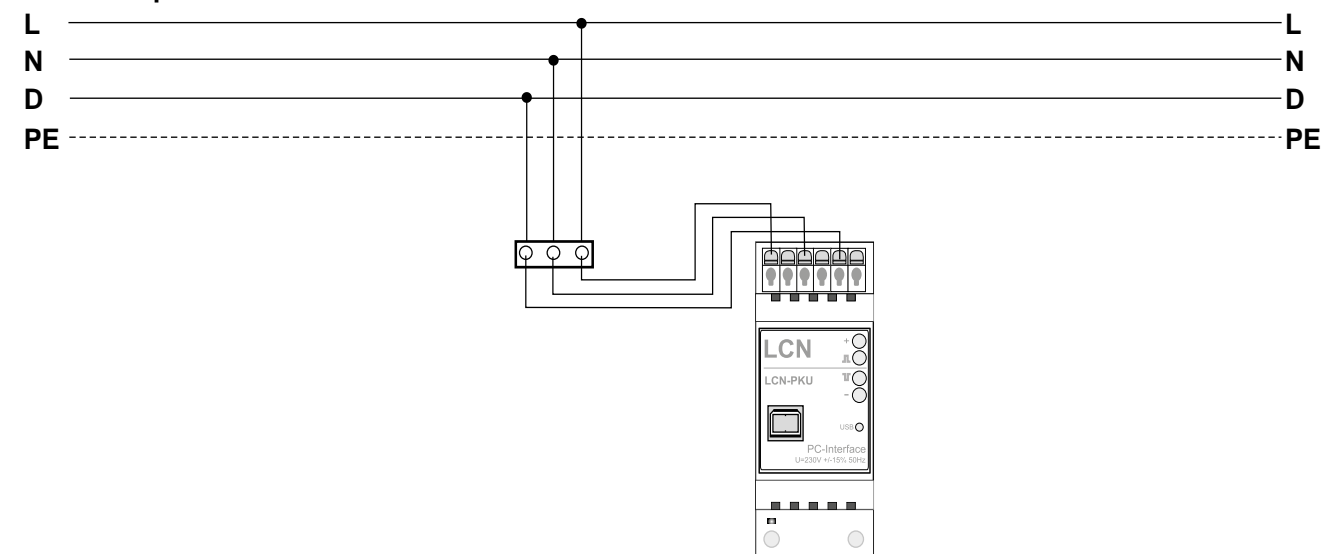 L L
N N
D D
PE PE
LCN
+
LCN-PKU
-
USB
PC-Interface
U=230V +/-15% 50Hz